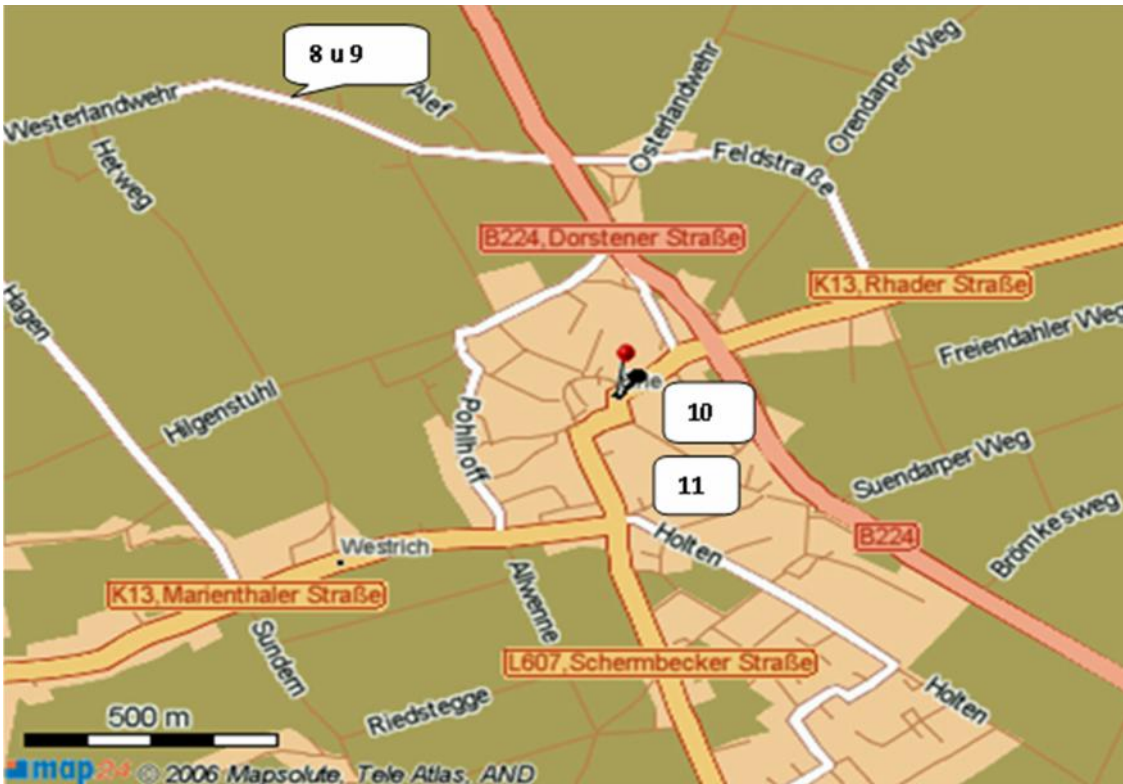 8 u 9
Westerlandwehr
Alef
Hetweg
Osterlandwehr
Orendarper Weg
Feldstraße
B224,Dorstener Straße
K13,Rhader Straße
Hagen
Freiendahler Weg
Hilgenstuhl
Pohlhoff
10
11
Suendarper Weg
B224
Brömkesweg
Holten
Westrich
Allwenne
K13,Marienthaler Straße
Sundern
L607,Schermbecker Straße
Riedstegge
Holten
500 m
map24 © 2006 Mapsolute, Tele Atlas, AND